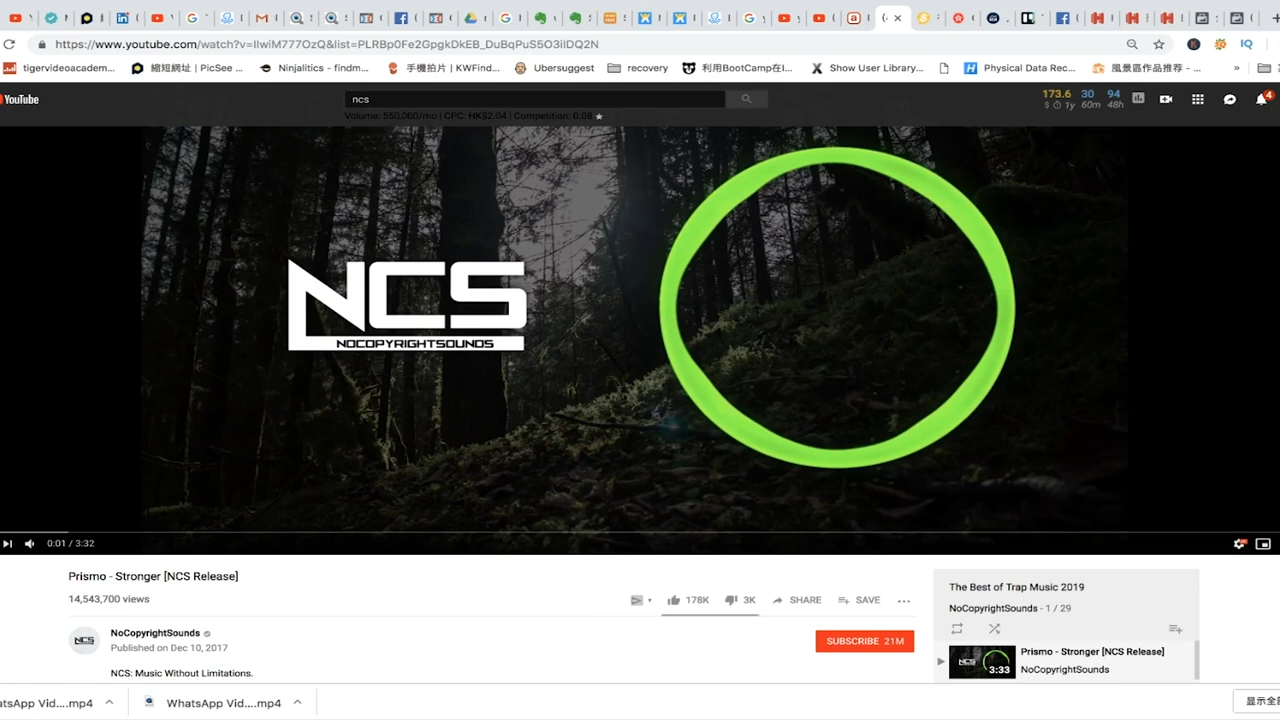 https://www.youtube.com/watch?v=IIwiM777OzQ&list=PLRBp0Fe2GpgkDkEB_DuBqPuS5O3iIDQ2N
tigervideoacadem... 縮短網址 | PicSee ... Ninjalitics - findm... 手機拍片 | KWFind... Ubersuggest recovery 利用BootCamp在I... Show User Library... Physical Data Rec... 風景區作品推荐 - ... »
YouTube ncs 173.6 30 94 4
$ 1y 60m 48h
Volume: 550,000/mo | CPC: HK$2.04 | Competition: 0.08
NCS
NOCOPYRIGHTSOUNDS
0:01 / 3:32
Prismo - Stronger [NCS Release]
14,543,700 views
178K 3K SHARE SAVE ...
NoCopyrightSounds
Published on Dec 10, 2017
SUBSCRIBE 21M
NCS: Music Without Limitations.
The Best of Trap Music 2019
NoCopyrightSounds - 1 / 29
Prismo - Stronger [NCS Release]
NoCopyrightSounds
NCS
3:33
atsApp Vid....mp4 WhatsApp Vid....mp4